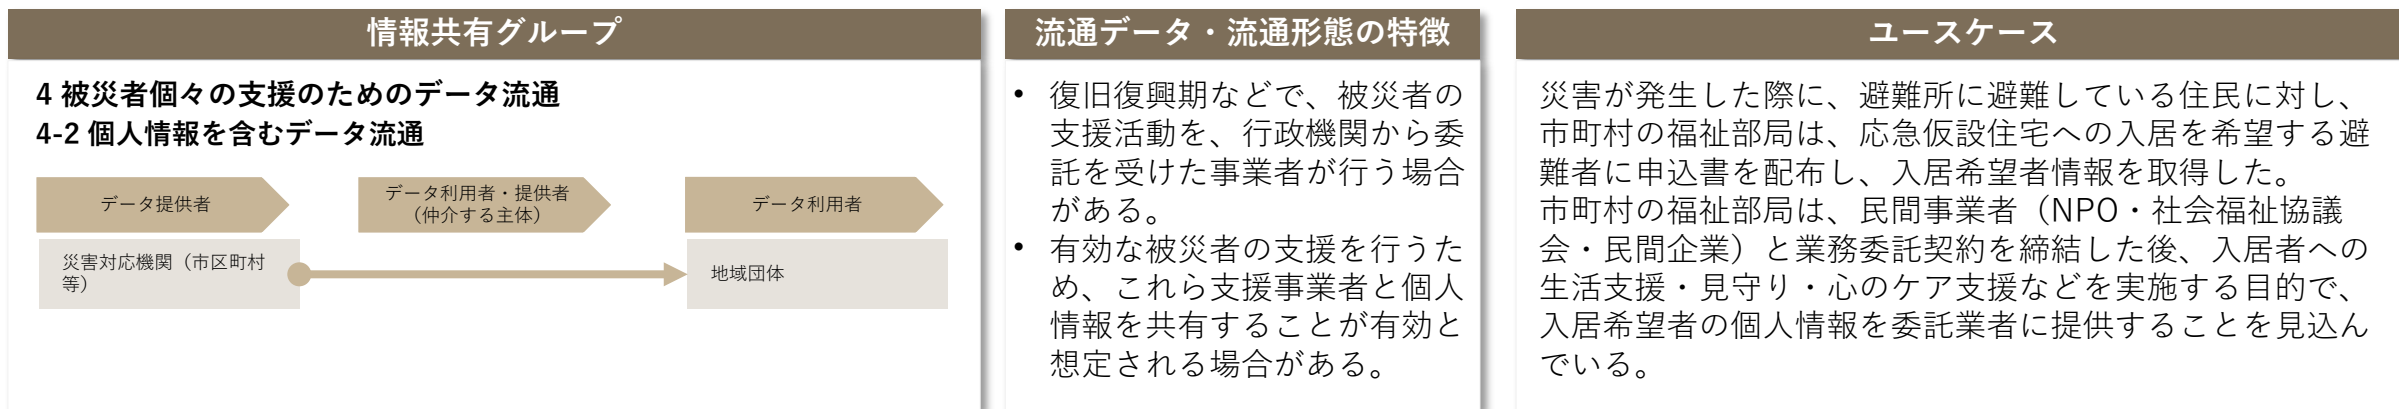 情報共有グループ
4 被災者個々の支援のためのデータ流通
4-2 個人情報を含むデータ流通
データ提供者
データ利用者・提供者
（仲介する主体）
データ利用者
災害対応機関（市区町村
等）
地域団体
流通データ・流通形態の特徴
• 復旧復興期などで、被災者の
支援活動を、行政機関から委
託を受けた事業者が行う場合
がある。
• 有効な被災者の支援を行うた
め、これら支援事業者と個人
情報を共有することが有効と
想定される場合がある。
ユースケース
災害が発生した際に、避難所に避難している住民に対し、
市町村の福祉部局は、応急仮設住宅への入居を希望する避
難者に申込書を配布し、入居希望者情報を取得した。
市町村の福祉部局は、民間事業者（NPO・社会福祉協議
会・民間企業）と業務委託契約を締結した後、入居者への
生活支援・見守り・心のケア支援などを実施する目的で、
入居希望者の個人情報を委託業者に提供することを見込ん
でいる。